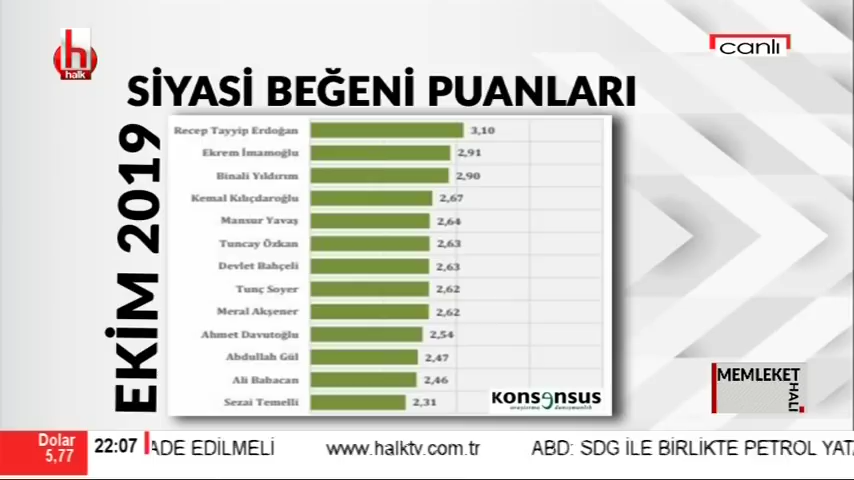 h
halk
canlı
SİYASİ BEĞENİ PUANLARI
EKİM 2019
Recep Tayyip Erdoğan 3,10
Ekrem İmamoğlu 2,91
Binali Yıldırım 2,90
Kemal Kılıçdaroğlu 2,67
Mansur Yavaş 2,64
Tuncay Özkan 2,63
Devlet Bahçeli 2,63
Tunç Soyer 2,62
Meral Akşener 2,62
Ahmet Davutoğlu 2,54
Abdullah Gül 2,47
Ali Babacan 2,46
Sezai Temelli 2,31
konsensus
araştırma danışmanlık
MEMLEKET
HALİ
Dolar
5,77
22:07 ADE EDİLMELİ www.halktv.com.tr ABD: SDG İLE BİRLİKTE PETROL YAT